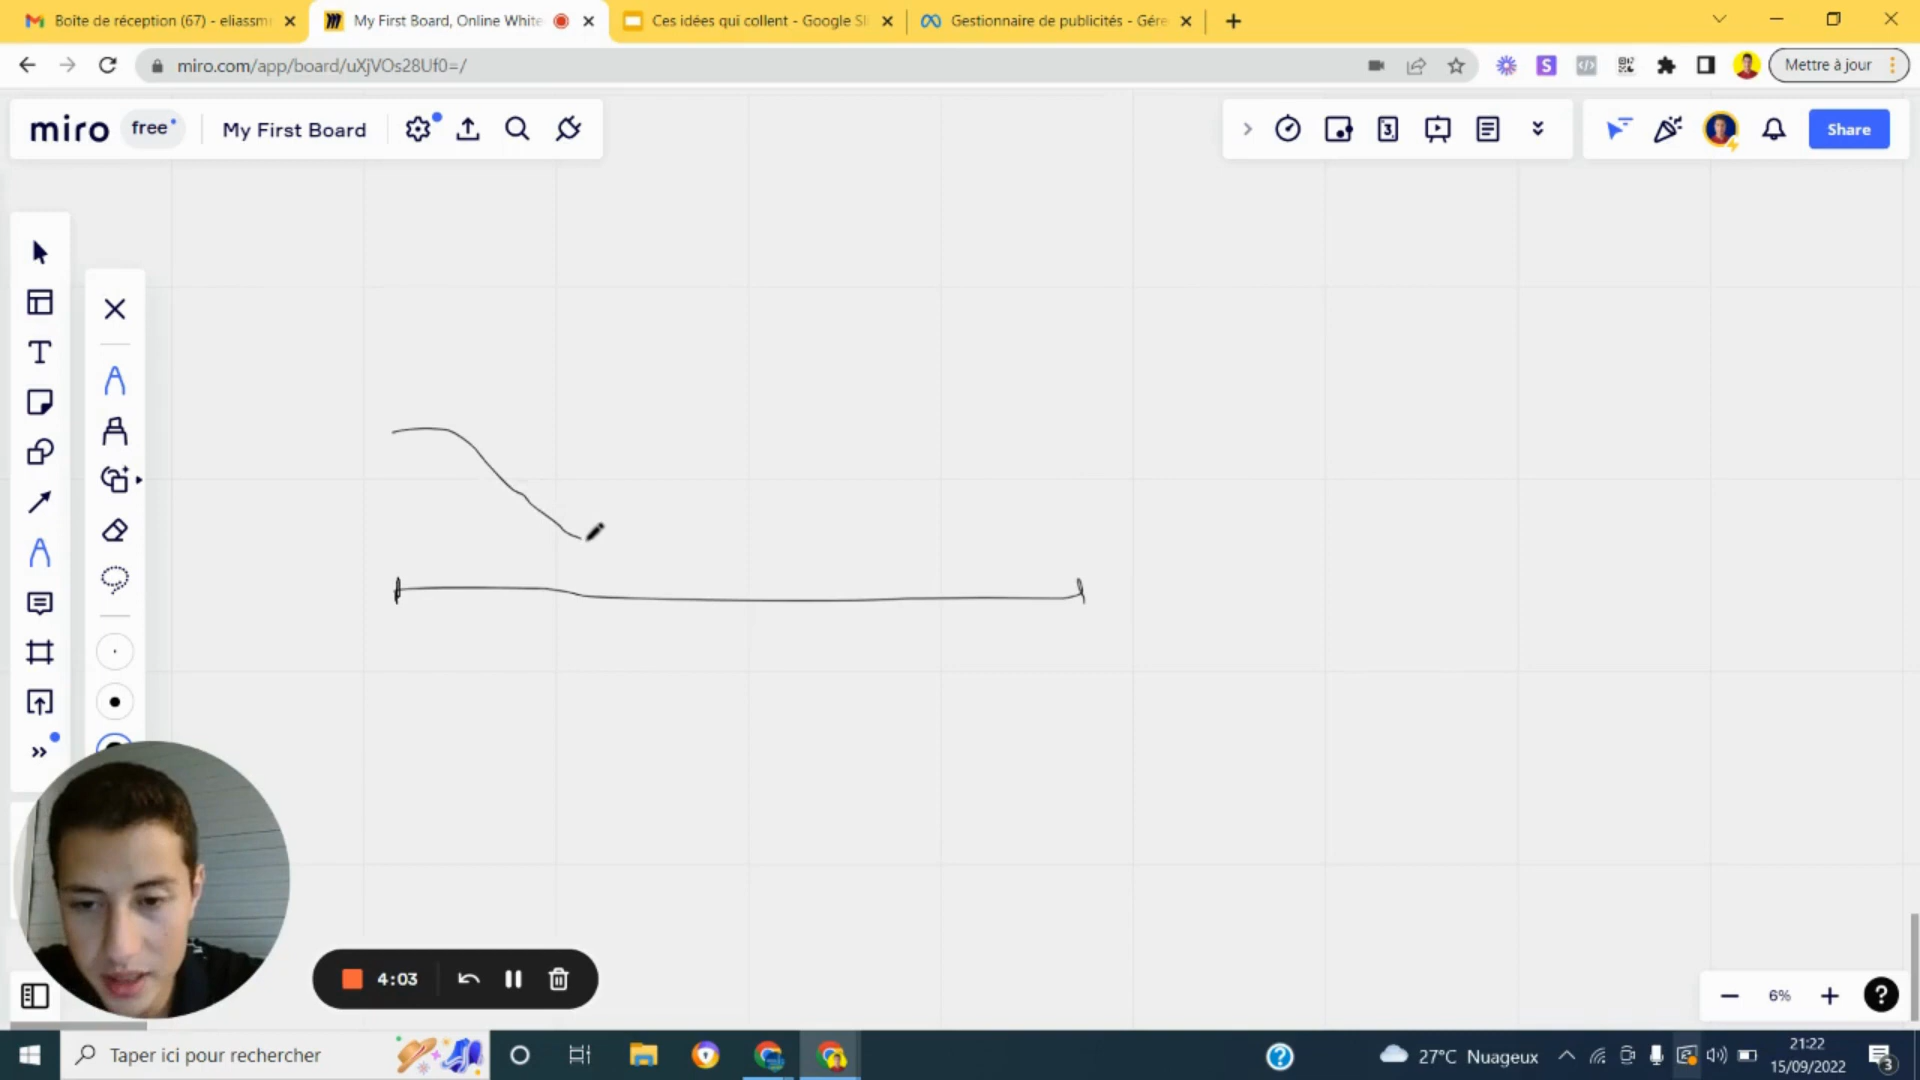 Boîte de réception (67) - eliassm
My First Board, Online White
Ces idées qui collent - Google Sl
Gestionnaire de publicités - Gére
miro.com/app/board/uXjVOs28Uf0=/
Mettre à jour
miro
free
My First Board
3
Share
4:03
6%
?
Taper ici pour rechercher
27°C Nuageux
21:22
15/09/2022
3